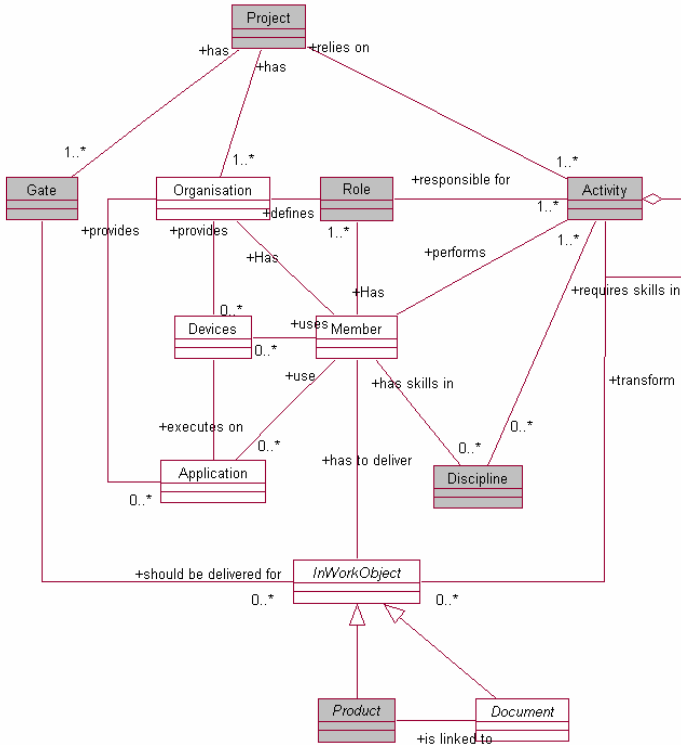 Project
+has
+has
+relies on
1..*
1..*
1..*
Gate
Organisation
Role
+responsible for
Activity
+defines
1..*
1..*
1..*
+provides
+provides
+Has
+performs
+Has
+requires skills in
0..*
Devices
+uses
Member
0..*
+use
+has skills in
+transform
+executes on
0..*
0..*
0..*
+has to deliver
Application
Discipline
0..*
+should be delivered for
InWorkObject
0..*
0..*
Product
Document
+is linked to